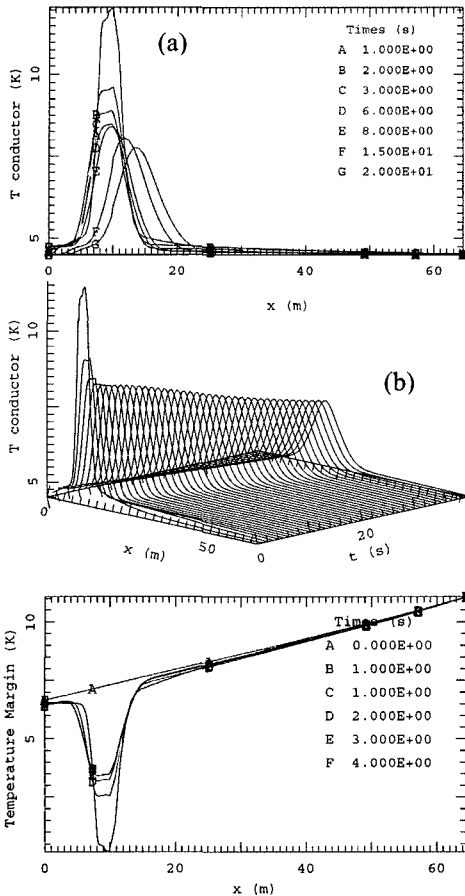 (a)
Times (s)
A 1.000E+00
B 2.000E+00
C 3.000E+00
D 6.000E+00
E 8.000E+00
F 1.500E+01
G 2.000E+01
T conductor (K)
10
5
0 20 40 60
x (m)
(b)
T conductor (K)
10
5
0
x (m)
50
0
20
t (s)
Temperature Margin (K)
10
5
Times (s)
A 0.000E+00
B 1.000E+00
C 1.000E+00
D 2.000E+00
E 3.000E+00
F 4.000E+00
A
0 20 40 60
x (m)